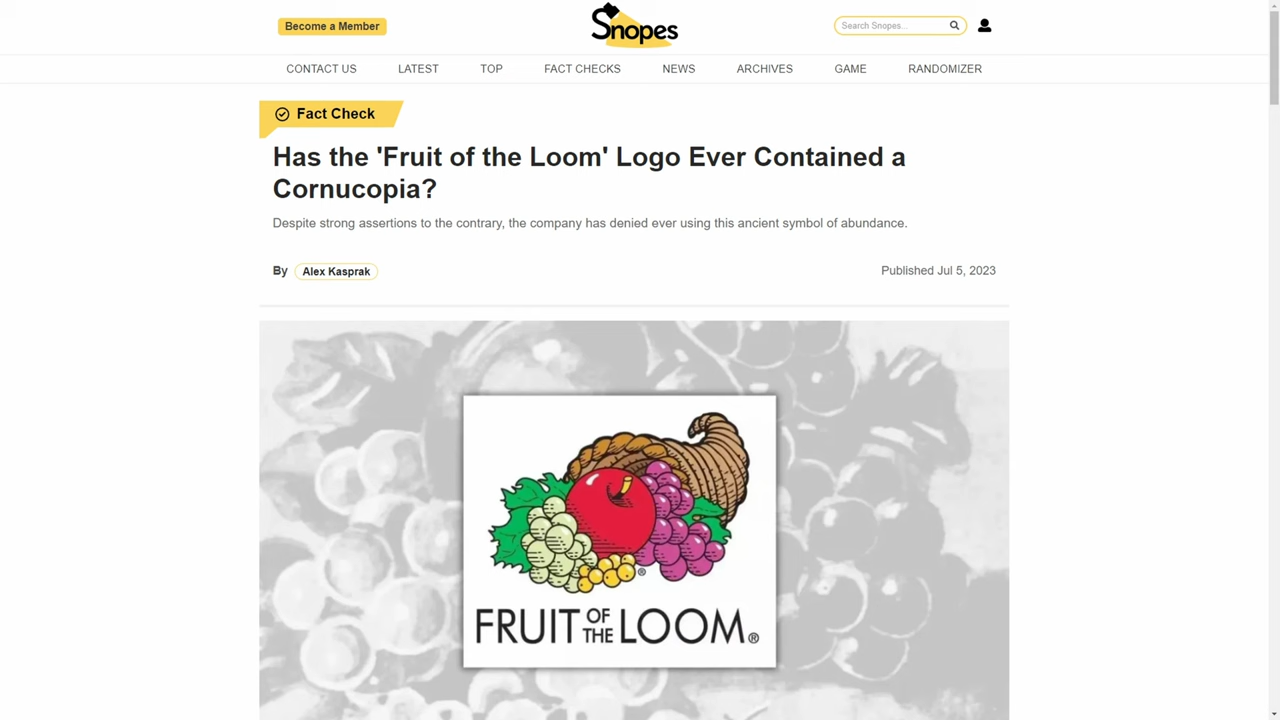 Become a Member
Snopes
Search Snopes...
CONTACT US LATEST TOP FACT CHECKS NEWS ARCHIVES GAME RANDOMIZER
Fact Check
Has the 'Fruit of the Loom' Logo Ever Contained a
Cornucopia?
Despite strong assertions to the contrary, the company has denied ever using this ancient symbol of abundance.
By Alex Kasprak
Published Jul 5, 2023
®
FRUIT OF THE LOOM®